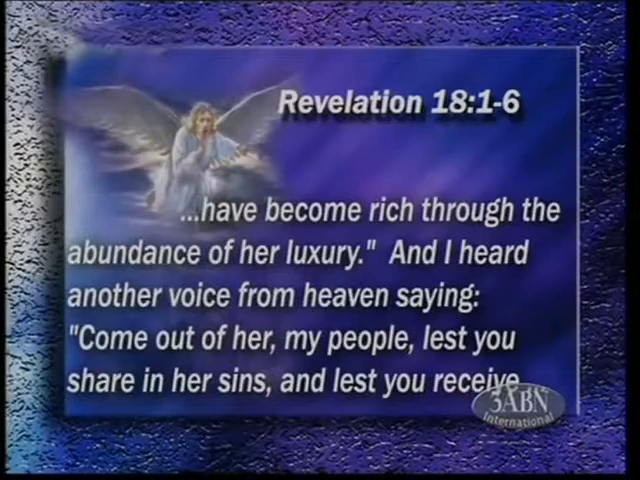 Revelation 18:1-6
...have become rich through the
abundance of her luxury." And I heard
another voice from heaven saying:
"Come out of her, my people, lest you
share in her sins, and lest you receive
3ABN
International